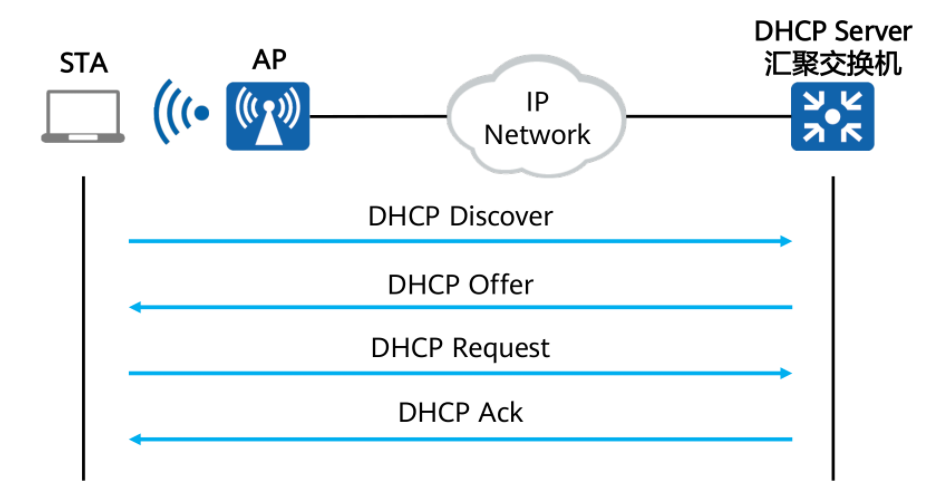 STA
AP
IP
Network
DHCP Server
汇聚交换机
DHCP Discover
DHCP Offer
DHCP Request
DHCP Ack